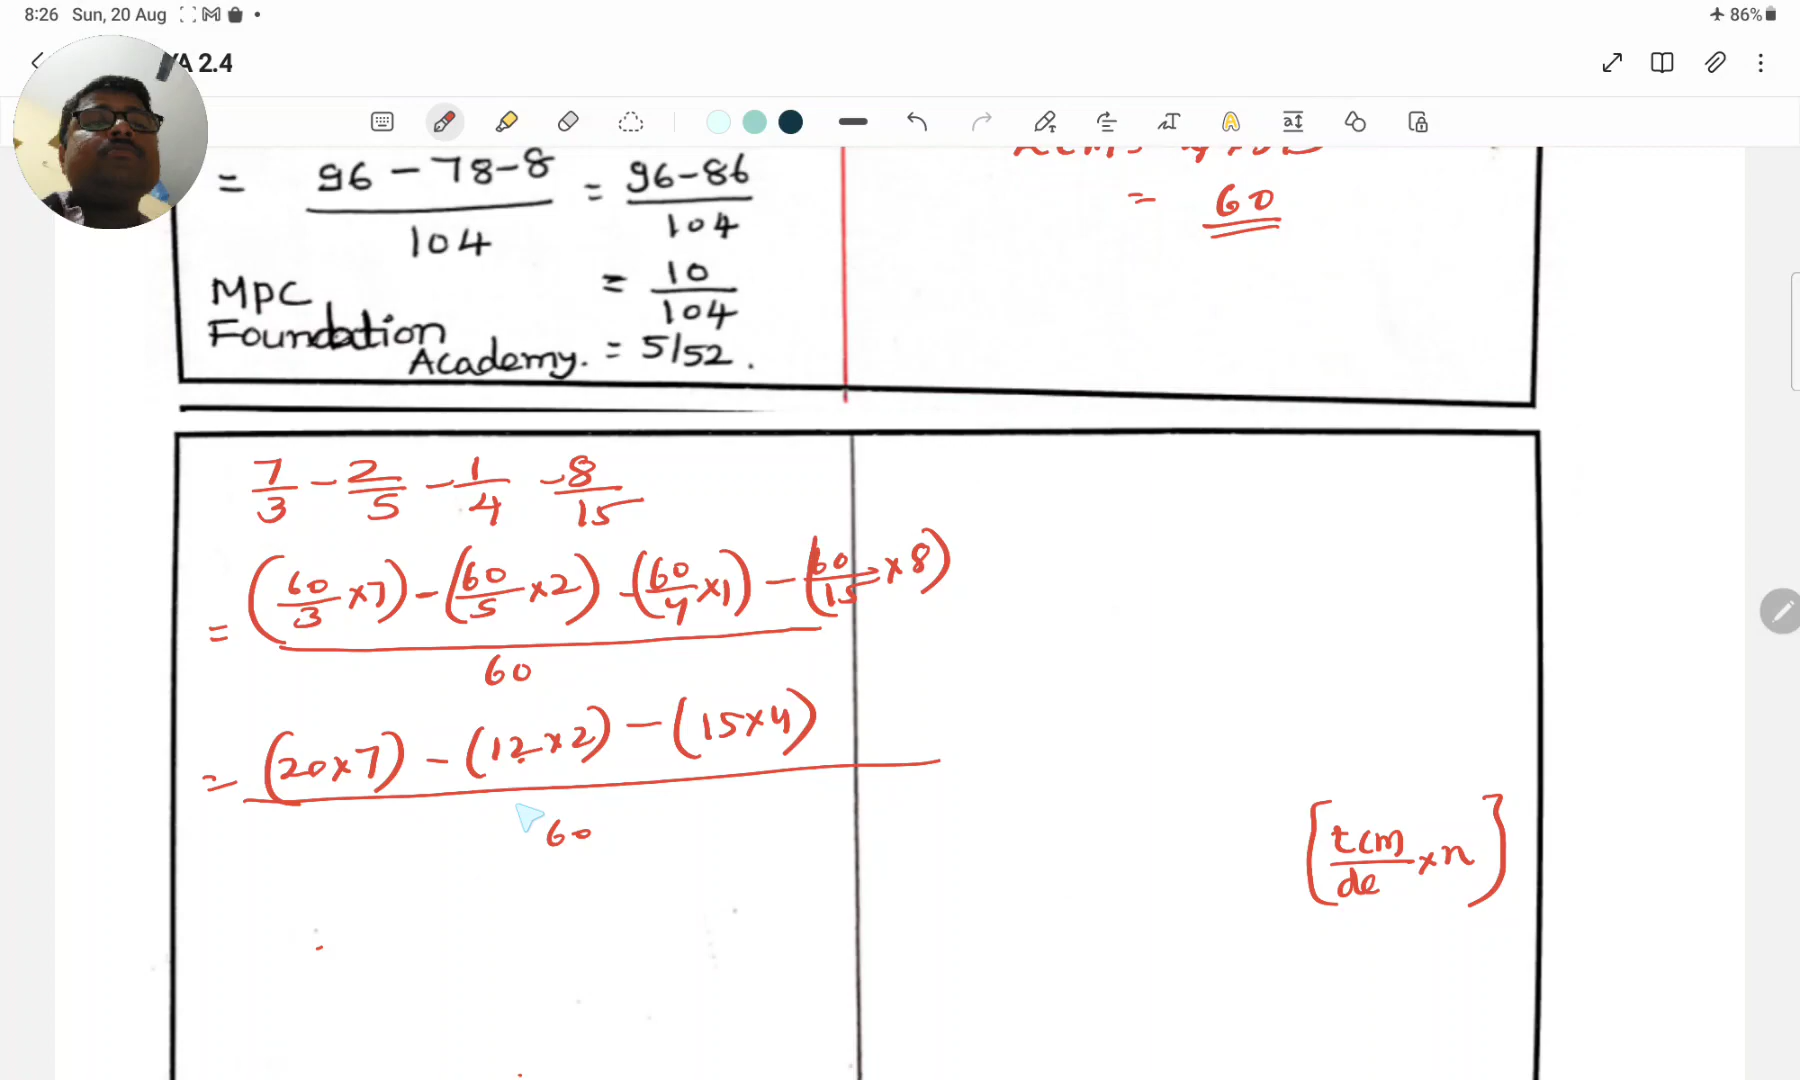 8:26 Sun, 20 Aug
86%
A 2.4
= 96 - 78-8 / 104 = 96-86 / 104
= 60
MPC = 10 / 104
Foundation
Academy. = 5/52.
7/3 - 2/5 - 1/4 - 8/15
= (60/3 ×7) - (60/5 ×2) - (60/4 ×1) - (60/15 ×8) / 60
= (20×7) - (12×2) - (15×4) / 60
[LCM/de × n]